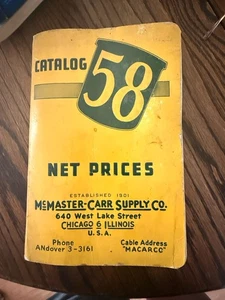 CATALOG
58
NET PRICES
ESTABLISHED 1901
McMASTER-CARR SUPPLY CO.
640 West Lake Street
CHICAGO 6 ILLINOIS
U.S.A.
Phone Cable Address
ANdover 3-3161 "MACARCO"